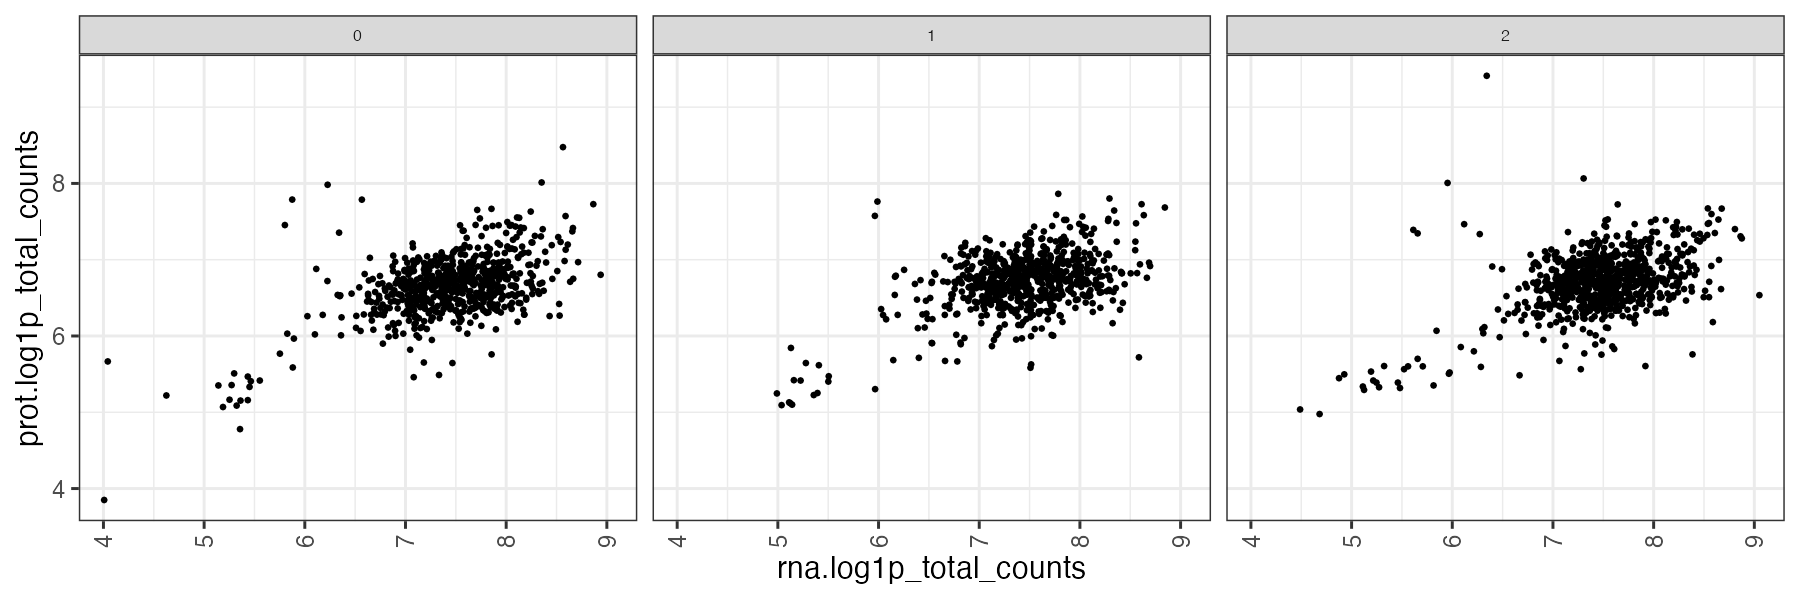 0 1 2
prot.log1p_total_counts
8
6
4
4 5 6 7 8 9 4 5 6 7 8 9 4 5 6 7 8 9
rna.log1p_total_counts